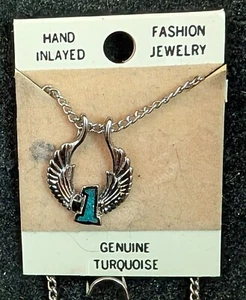 HAND
INLAYED
FASHION
JEWELRY
1
GENUINE
TURQUOISE